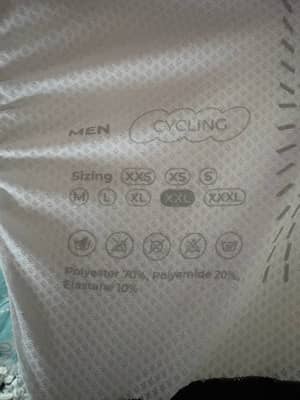 MEN CYCLING
Sizing XXS XS S
M L XL XXL XXXL
Polyester 70%, Polyamide 20%,
Elastane 10%